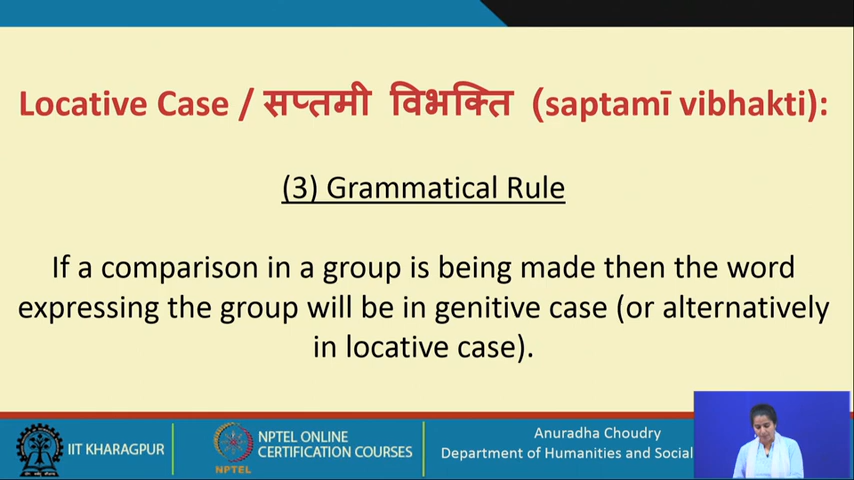 Locative Case / सप्तमी विभक्ति (saptamī vibhakti):
(3) Grammatical Rule
If a comparison in a group is being made then the word
expressing the group will be in genitive case (or alternatively
in locative case).
IIT KHARAGPUR
NPTEL ONLINE
CERTIFICATION COURSES
NPTEL
Anuradha Choudry
Department of Humanities and Social